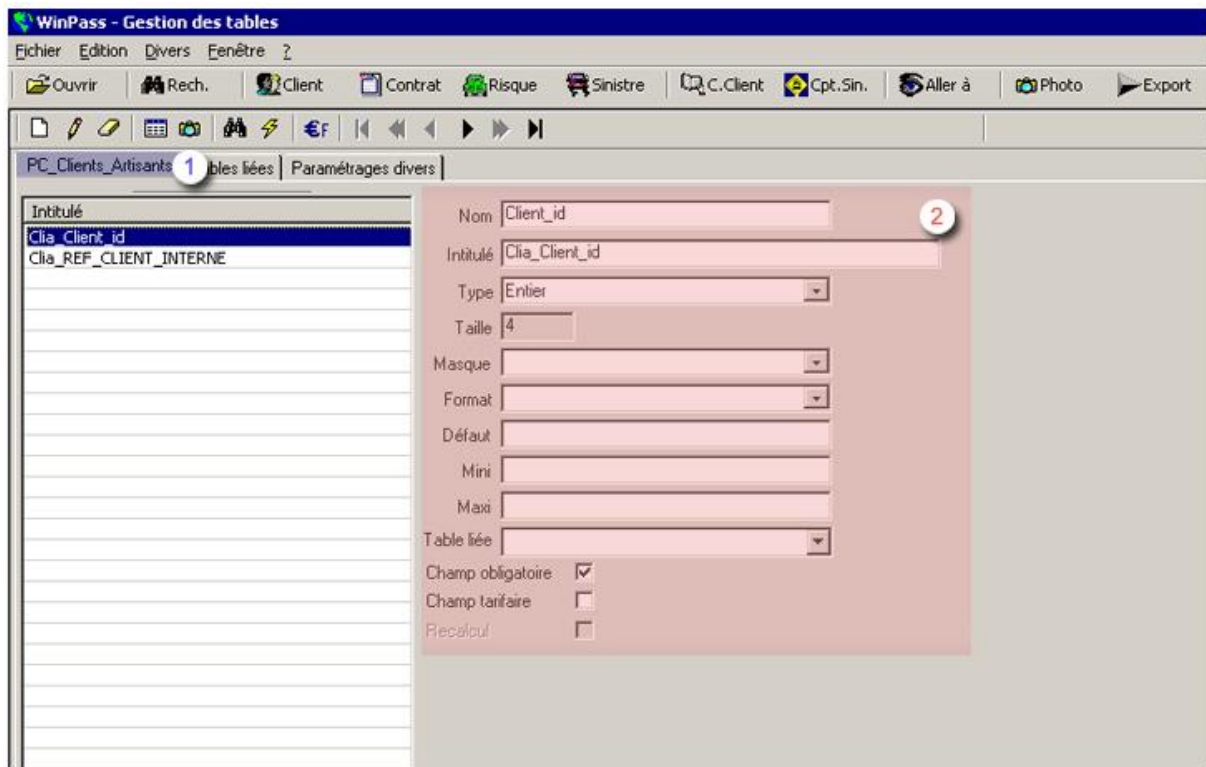 WinPass - Gestion des tables
Fichier Edition Divers Fenêtre ?
Ouvrir Rech. Client Contrat Risque Sinistre C.Client Cpt.Sin. Aller à Photo Export
€F
PC_Clients_Artisants 1 bles liées Paramétrages divers
Intitulé
Clia_Client_id
Clia_REF_CLIENT_INTERNE
2
Nom Client_id
Intitulé Clia_Client_id
Type Entier
Taille 4
Masque
Format
Défaut
Mini
Maxi
Table liée
Champ obligatoire
Champ tarifaire
Recalcul